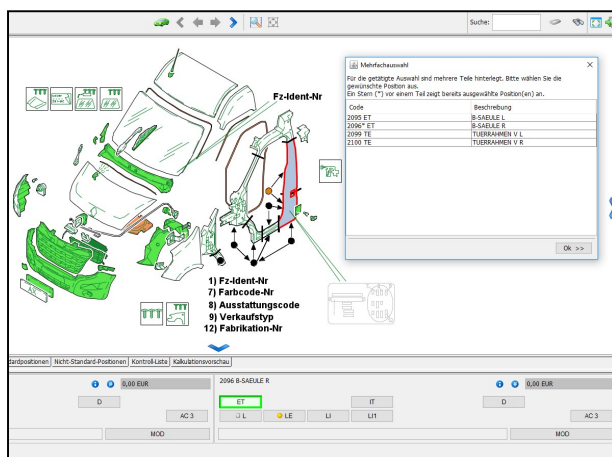 Suche:
Mehrfachauswahl
Für die getätigte Auswahl sind mehrere Teile hinterlegt. Bitte wählen Sie die
gewünschte Position aus.
Ein Stern (*) vor einem Teil zeigt bereits ausgewählte Position(en) an.
Code Beschreibung
2095 ET B-SAEULE L
2096* ET B-SAEULE R
2099 TE TUERRAHMEN V L
2100 TE TUERRAHMEN V R
Ok >>
Fz-Ident-Nr
1) Fz-Ident-Nr
7) Farbcode-Nr
8) Ausstattungscode
9) Verkaufstyp
12) Fabrikation-Nr
dardpositionen Nicht-Standard-Positionen Kontroll-Liste Kalkulationsvorschau
0,00 EUR 2096 B-SAEULE R 0,00 EUR
D ET IT D
AC 3 L LE LI LI1 AC 3
MOD MOD